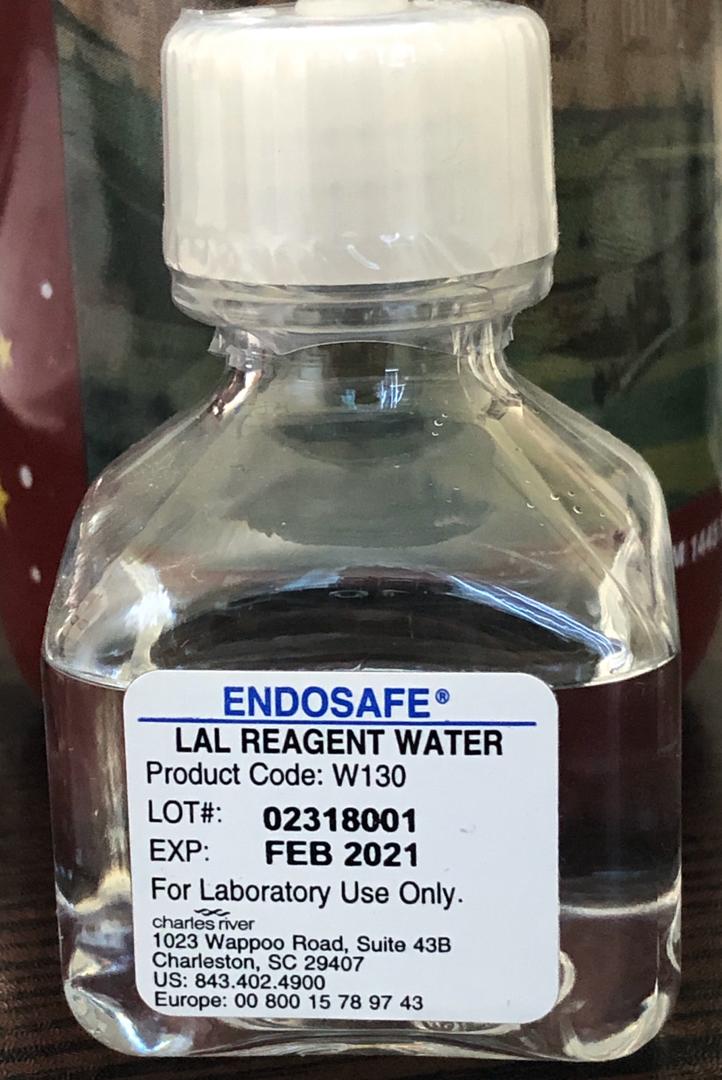 ENDOSAFE®
LAL REAGENT WATER
Product Code: W130
LOT#: 02318001
EXP: FEB 2021
For Laboratory Use Only.
charles river
1023 Wappoo Road, Suite 43B
Charleston, SC 29407
US: 843.402.4900
Europe: 00 800 15 78 97 43